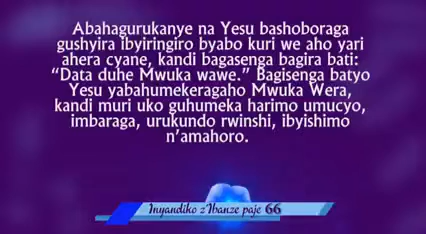 Abahagurukanye na Yesu bashoboraga
gushyira ibyiringiro byabo kuri we aho yari
ahera cyane, kandi bagasenga bagira bati:
“Data duhe Mwuka wawe.” Bagisenga batyo
Yesu yabahumekeragaho Mwuka Wera,
kandi muri uko guhumeka harimo umucyo,
imbaraga, urukundo rwinshi, ibyishimo
n’amahoro.
Inyandiko z'Ibanze paje 66